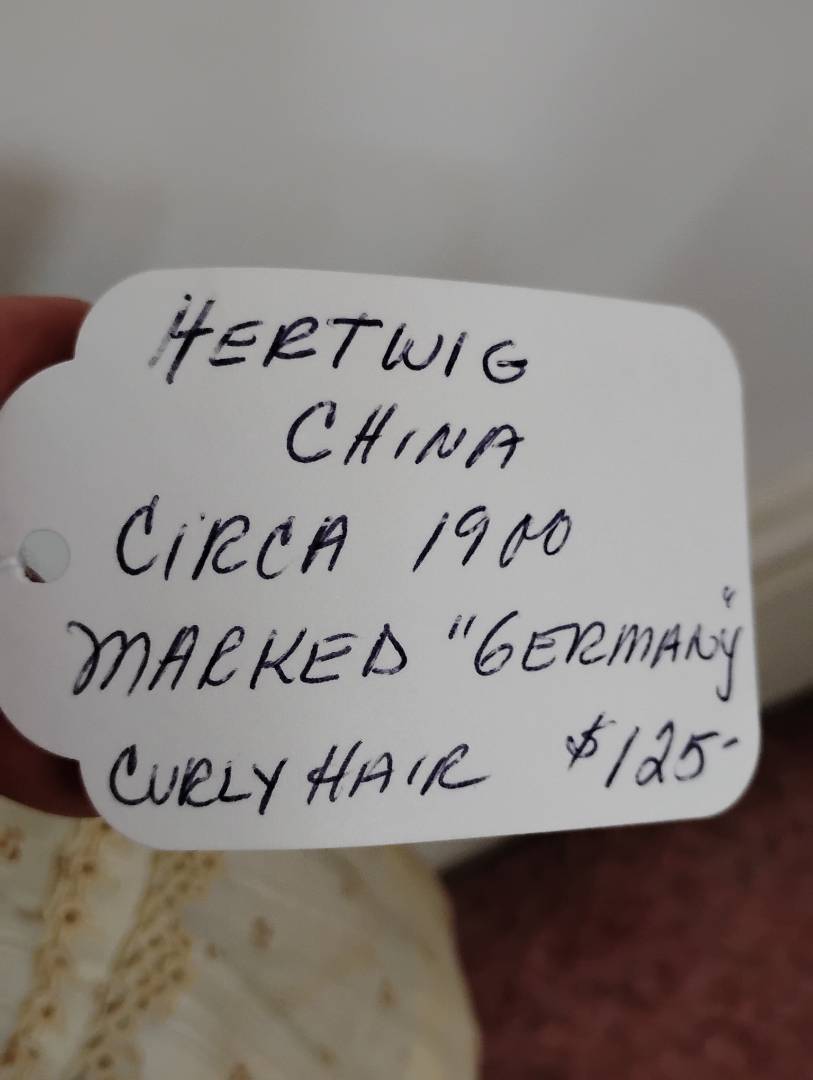 HERTWIG
CHINA
CIRCA 1900
MARKED "GERMANY"
CURLY HAIR $125-